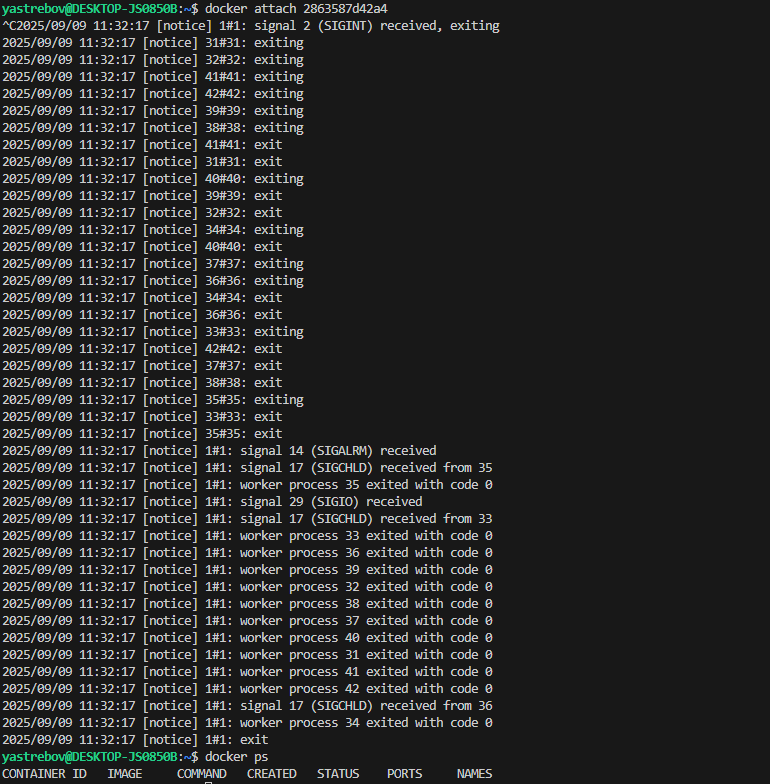 yastrebov@DESKTOP-JS0850B:~$ docker attach 2863587d42a4
^C2025/09/09 11:32:17 [notice] 1#1: signal 2 (SIGINT) received, exiting
2025/09/09 11:32:17 [notice] 31#31: exiting
2025/09/09 11:32:17 [notice] 32#32: exiting
2025/09/09 11:32:17 [notice] 41#41: exiting
2025/09/09 11:32:17 [notice] 42#42: exiting
2025/09/09 11:32:17 [notice] 39#39: exiting
2025/09/09 11:32:17 [notice] 38#38: exiting
2025/09/09 11:32:17 [notice] 41#41: exit
2025/09/09 11:32:17 [notice] 31#31: exit
2025/09/09 11:32:17 [notice] 40#40: exiting
2025/09/09 11:32:17 [notice] 39#39: exit
2025/09/09 11:32:17 [notice] 32#32: exit
2025/09/09 11:32:17 [notice] 34#34: exiting
2025/09/09 11:32:17 [notice] 40#40: exit
2025/09/09 11:32:17 [notice] 37#37: exiting
2025/09/09 11:32:17 [notice] 36#36: exiting
2025/09/09 11:32:17 [notice] 34#34: exit
2025/09/09 11:32:17 [notice] 36#36: exit
2025/09/09 11:32:17 [notice] 33#33: exiting
2025/09/09 11:32:17 [notice] 42#42: exit
2025/09/09 11:32:17 [notice] 37#37: exit
2025/09/09 11:32:17 [notice] 38#38: exit
2025/09/09 11:32:17 [notice] 35#35: exiting
2025/09/09 11:32:17 [notice] 33#33: exit
2025/09/09 11:32:17 [notice] 35#35: exit
2025/09/09 11:32:17 [notice] 1#1: signal 14 (SIGALRM) received
2025/09/09 11:32:17 [notice] 1#1: signal 17 (SIGCHLD) received from 35
2025/09/09 11:32:17 [notice] 1#1: worker process 35 exited with code 0
2025/09/09 11:32:17 [notice] 1#1: signal 29 (SIGIO) received
2025/09/09 11:32:17 [notice] 1#1: signal 17 (SIGCHLD) received from 33
2025/09/09 11:32:17 [notice] 1#1: worker process 33 exited with code 0
2025/09/09 11:32:17 [notice] 1#1: worker process 36 exited with code 0
2025/09/09 11:32:17 [notice] 1#1: worker process 39 exited with code 0
2025/09/09 11:32:17 [notice] 1#1: worker process 32 exited with code 0
2025/09/09 11:32:17 [notice] 1#1: worker process 38 exited with code 0
2025/09/09 11:32:17 [notice] 1#1: worker process 37 exited with code 0
2025/09/09 11:32:17 [notice] 1#1: worker process 40 exited with code 0
2025/09/09 11:32:17 [notice] 1#1: worker process 31 exited with code 0
2025/09/09 11:32:17 [notice] 1#1: worker process 41 exited with code 0
2025/09/09 11:32:17 [notice] 1#1: worker process 42 exited with code 0
2025/09/09 11:32:17 [notice] 1#1: signal 17 (SIGCHLD) received from 36
2025/09/09 11:32:17 [notice] 1#1: worker process 34 exited with code 0
2025/09/09 11:32:17 [notice] 1#1: exit
yastrebov@DESKTOP-JS0850B:~$ docker ps
CONTAINER ID   IMAGE     COMMAND   CREATED   STATUS    PORTS     NAMES